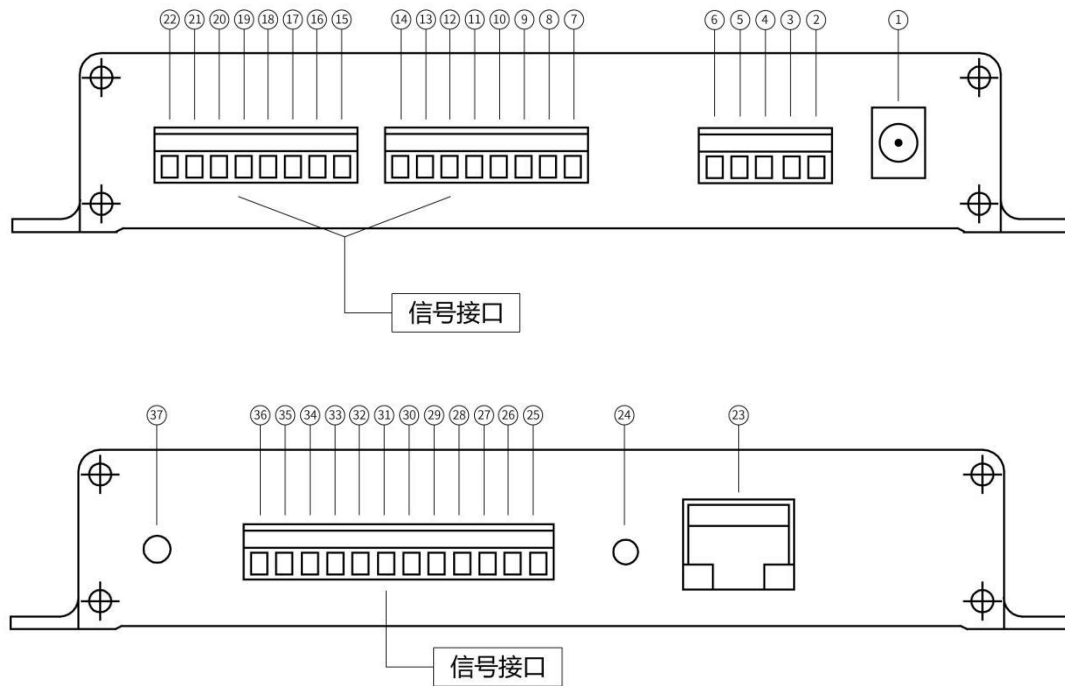 ㉒ ㉑ ⑳ ⑲ ⑱ ⑰ ⑯ ⑮ ⑭ ⑬ ⑫ ⑪ ⑩ ⑨ ⑧ ⑦ ⑥ ⑤ ④ ③ ② ①
信号接口
㊲ ㊱ ㉟ ㉞ ㉝ ㉜ ㉛ ㉚ ㉙ ㉘ ㉗ ㉖ ㉕ ㉔ ㉓
信号接口